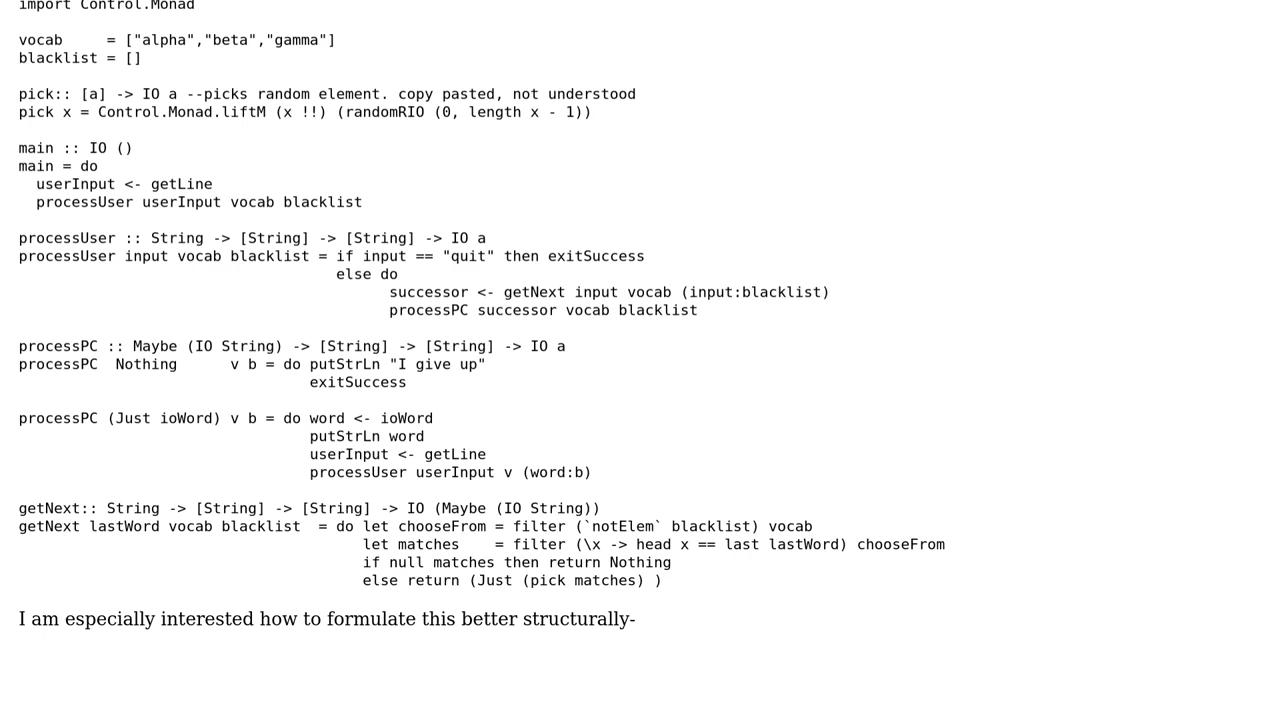 import Control.Monad
vocab     = ["alpha","beta","gamma"]
blacklist = []
pick:: [a] -> IO a --picks random element. copy pasted, not understood
pick x = Control.Monad.liftM (x !!) (randomRIO (0, length x - 1))
main :: IO ()
main = do
  userInput <- getLine
  processUser userInput vocab blacklist
processUser :: String -> [String] -> [String] -> IO a
processUser input vocab blacklist = if input == "quit" then exitSuccess
                                    else do
                                          successor <- getNext input vocab (input:blacklist)
                                          processPC successor vocab blacklist
processPC :: Maybe (IO String) -> [String] -> [String] -> IO a
processPC  Nothing      v b = do putStrLn "I give up"
                                 exitSuccess
processPC (Just ioWord) v b = do word <- ioWord
                                 putStrLn word
                                 userInput <- getLine
                                 processUser userInput v (word:b)
getNext:: String -> [String] -> [String] -> IO (Maybe (IO String))
getNext lastWord vocab blacklist  = do let chooseFrom = filter (`notElem` blacklist) vocab
                                       let matches    = filter (\x -> head x == last lastWord) chooseFrom
                                       if null matches then return Nothing
                                       else return (Just (pick matches) )
I am especially interested how to formulate this better structurally-